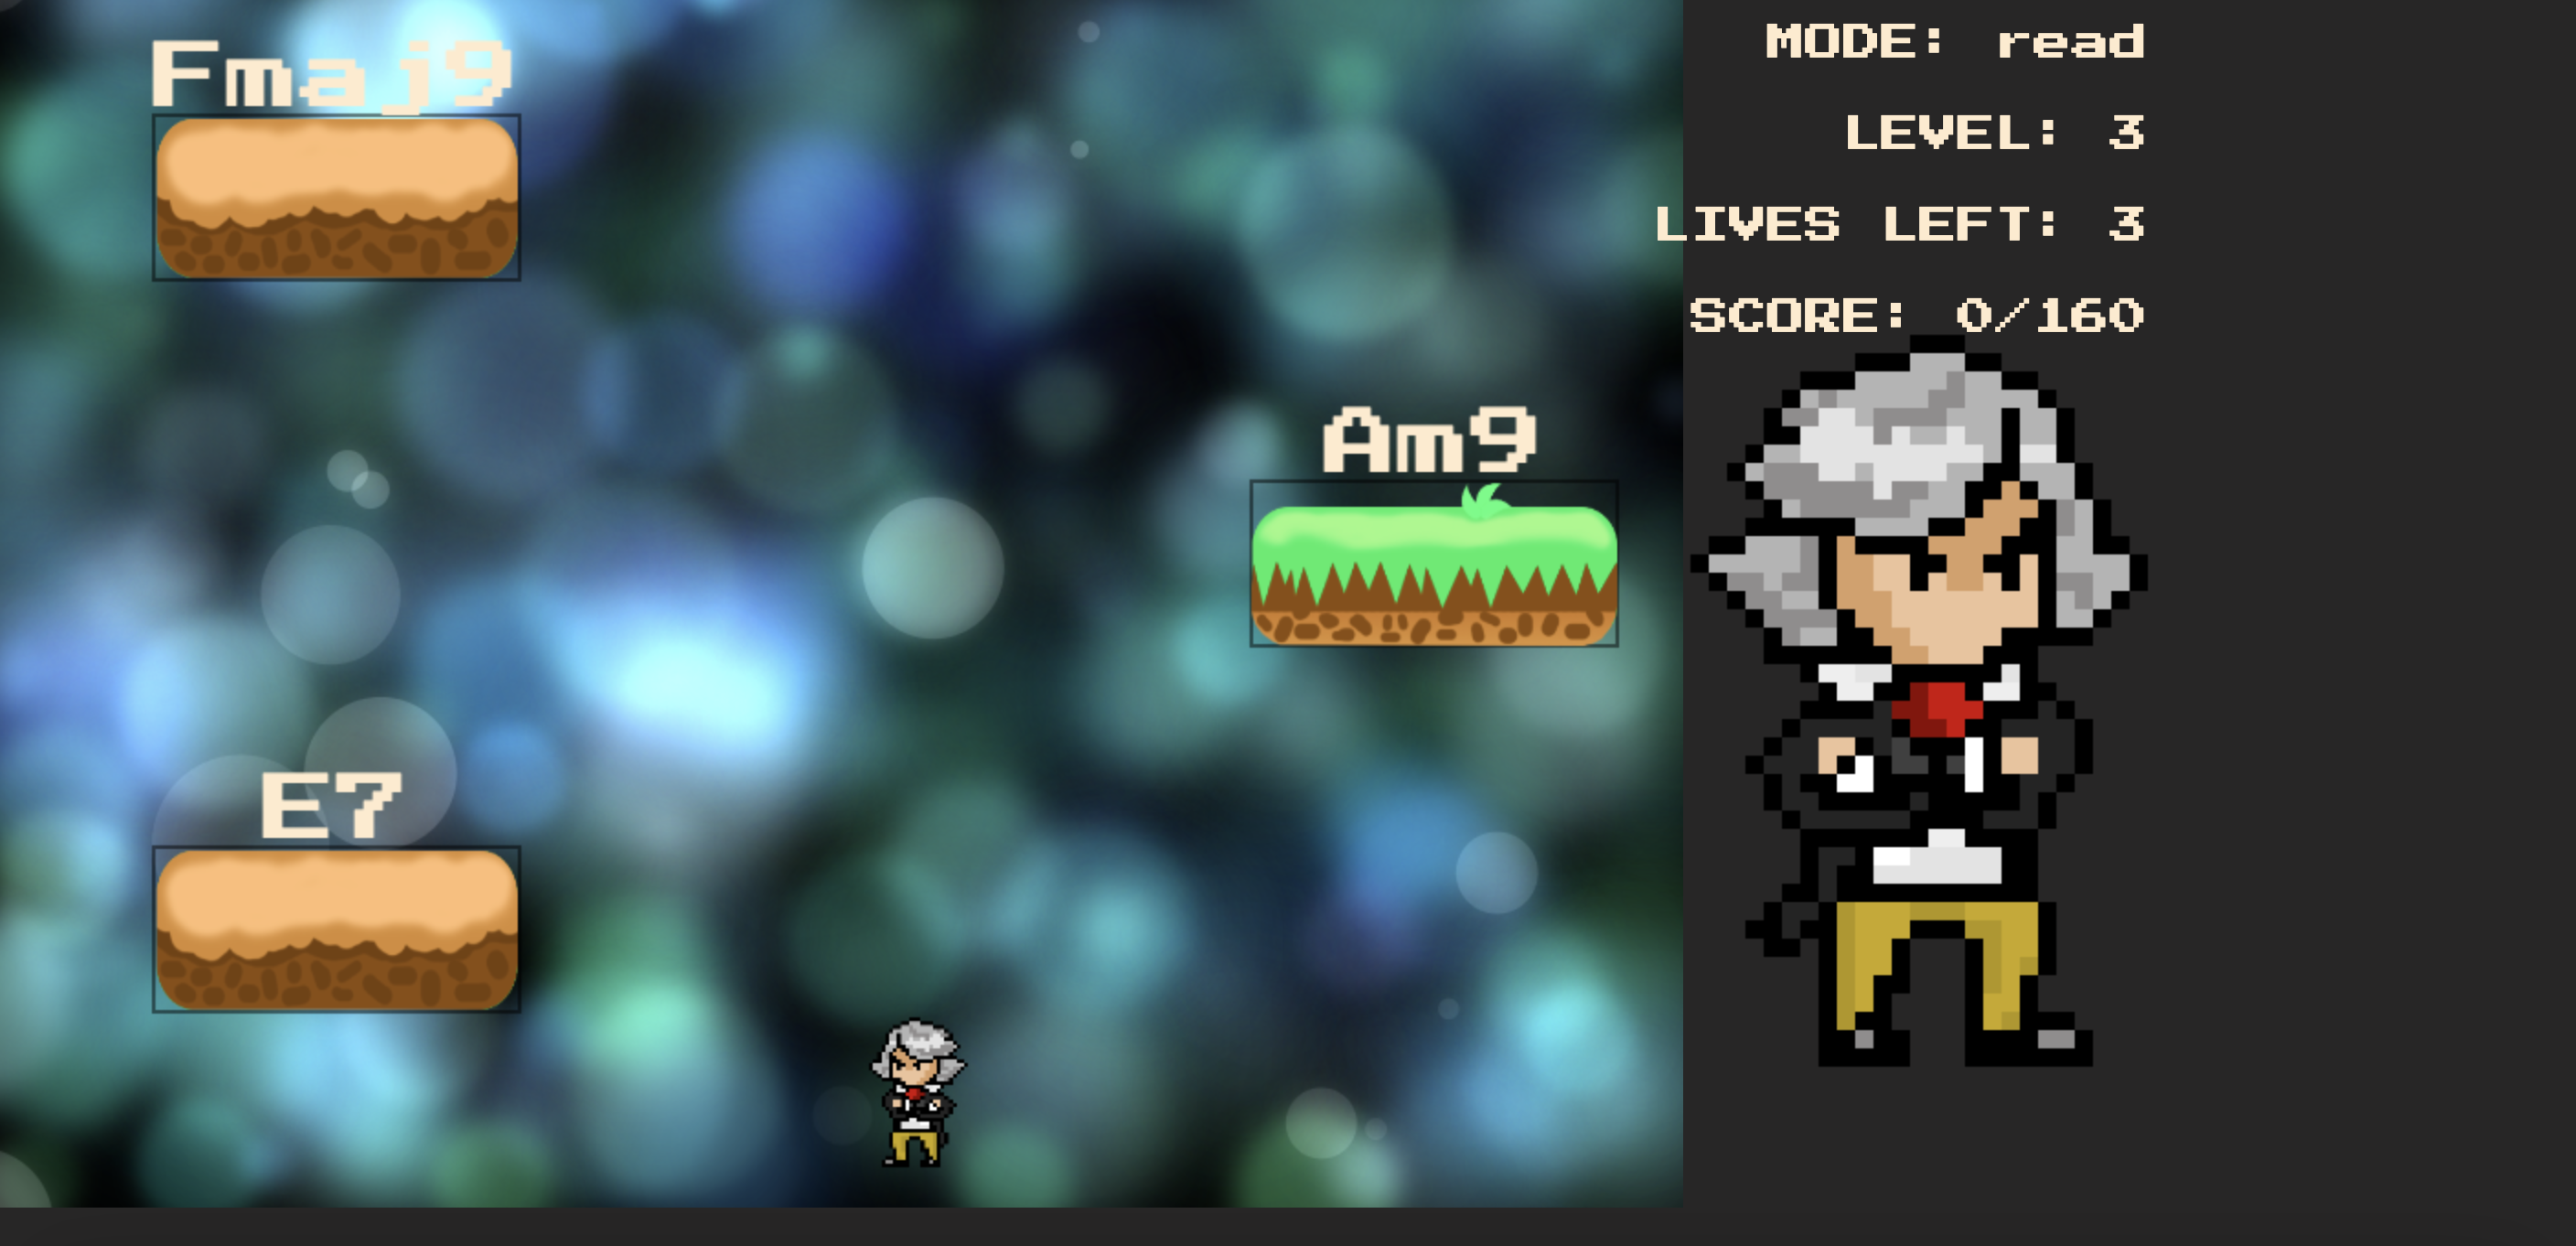 Fmaj9
Am9
E7
MODE: read
LEVEL: 3
LIVES LEFT: 3
SCORE: 0/160